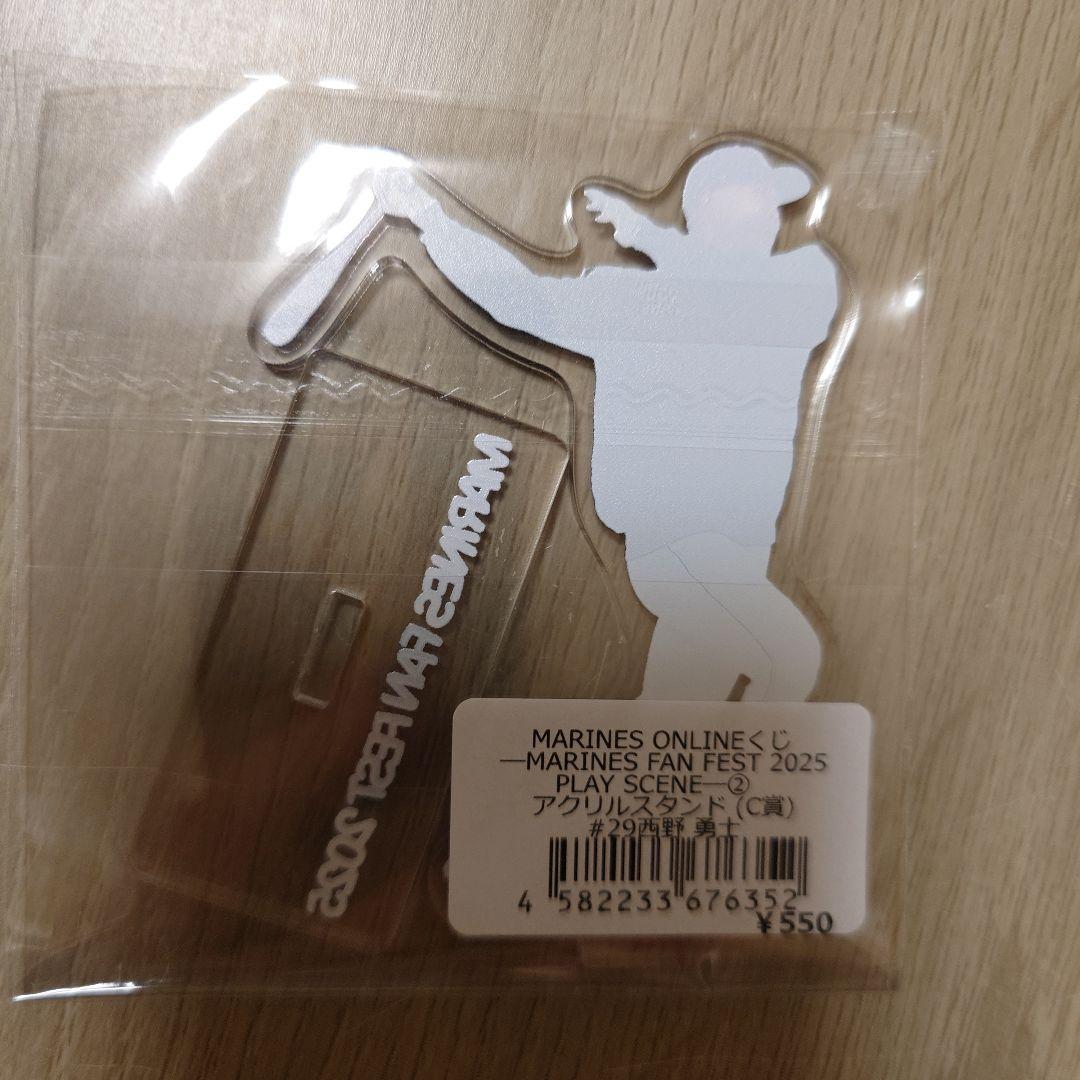 MARINES FAN FEST 2025
MARINES ONLINEくじ
―MARINES FAN FEST 2025
PLAY SCENE―②
アクリルスタンド (C賞)
#29西野 勇士
4 582233 676352
¥550